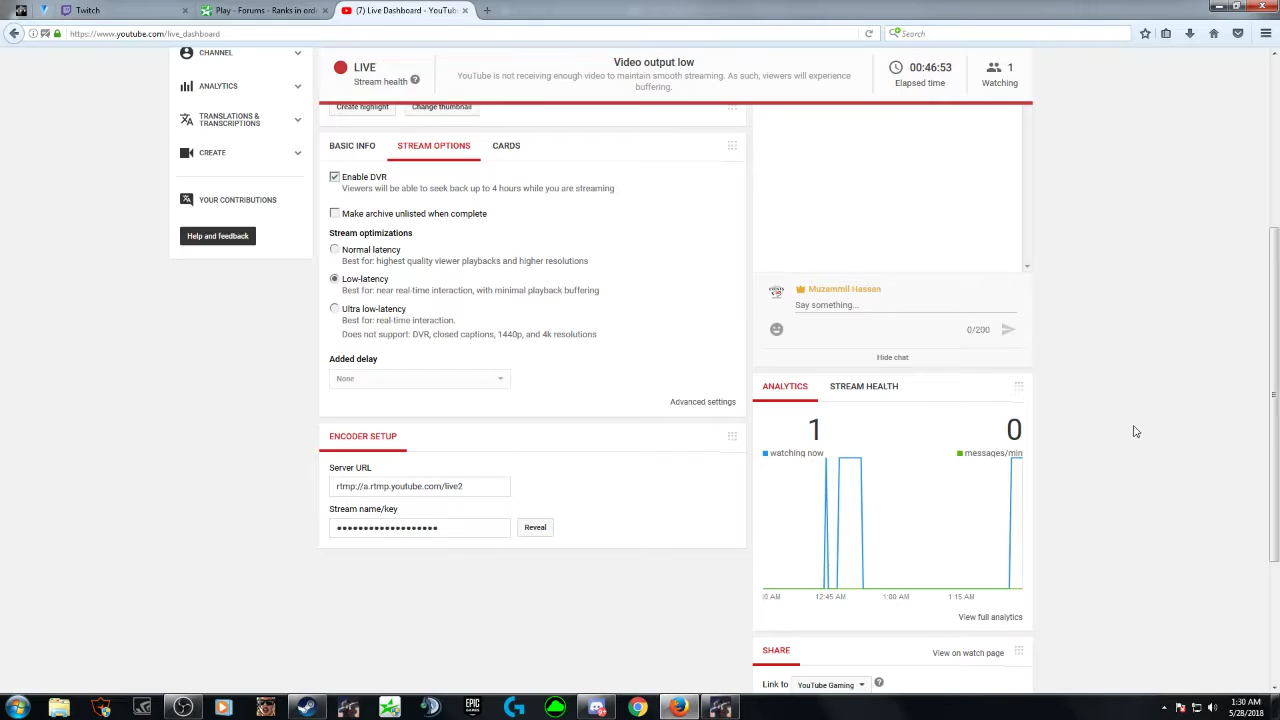 Twitch
Play - Forums - Ranks in ord
(7) Live Dashboard - YouTub
https://www.youtube.com/live_dashboard
Search
CHANNEL
ANALYTICS
TRANSLATIONS &
TRANSCRIPTIONS
CREATE
YOUR CONTRIBUTIONS
Help and feedback
LIVE
Stream health
Video output low
YouTube is not receiving enough video to maintain smooth streaming. As such, viewers will experience
buffering.
00:46:53
Elapsed time
1
Watching
Create highlight
Change thumbnail
BASIC INFO
STREAM OPTIONS
CARDS
Enable DVR
Viewers will be able to seek back up to 4 hours while you are streaming
Make archive unlisted when complete
Stream optimizations
Normal latency
Best for: highest quality viewer playbacks and higher resolutions
Low-latency
Best for: near real-time interaction, with minimal playback buffering
Ultra low-latency
Best for: real-time interaction.
Does not support: DVR, closed captions, 1440p, and 4k resolutions
Added delay
None
Advanced settings
ENCODER SETUP
Server URL
rtmp://a.rtmp.youtube.com/live2
Stream name/key
Reveal
Muzammil Hassan
Say something...
0/200
Hide chat
ANALYTICS
STREAM HEALTH
1
watching now
0
messages/min
30 AM
12:45 AM
1:00 AM
1:15 AM
View full analytics
SHARE
View on watch page
Link to
YouTube Gaming
EPIC
GAMES
1:30 AM
5/28/2018